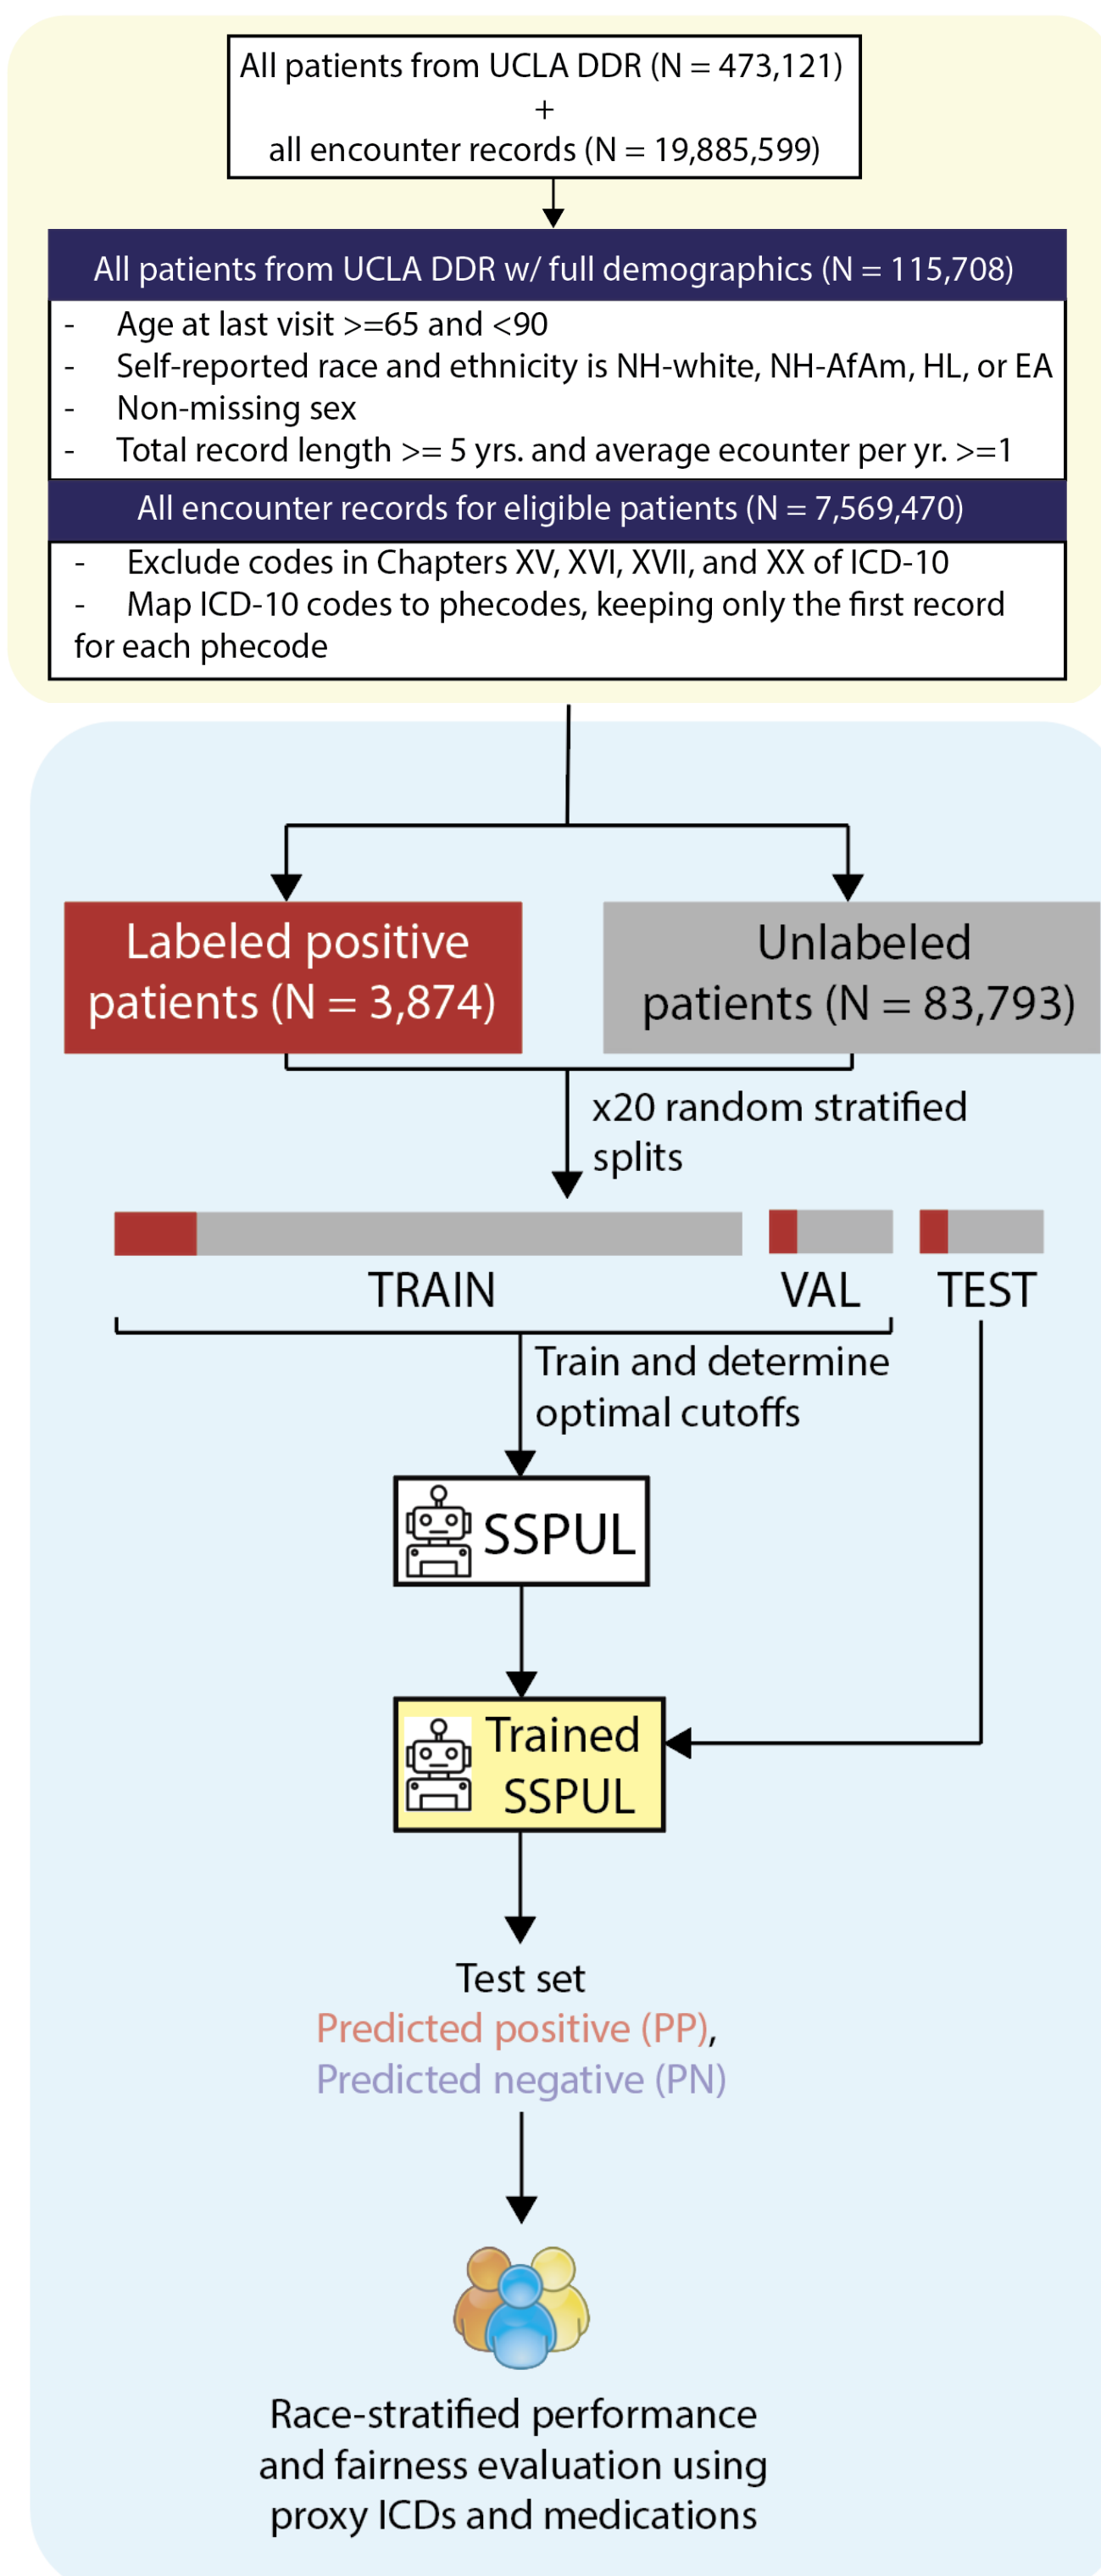 All patients from UCLA DDR (N = 473,121)
+
all encounter records (N = 19,885,599)
All patients from UCLA DDR w/ full demographics (N = 115,708)
- Age at last visit >=65 and <90
- Self-reported race and ethnicity is NH-white, NH-AfAm, HL, or EA
- Non-missing sex
- Total record length >= 5 yrs. and average ecounter per yr. >=1
All encounter records for eligible patients (N = 7,569,470)
- Exclude codes in Chapters XV, XVI, XVII, and XX of ICD-10
- Map ICD-10 codes to phecodes, keeping only the first record
for each phecode
Labeled positive
patients (N = 3,874)
Unlabeled
patients (N = 83,793)
x20 random stratified
splits
TRAIN
VAL
TEST
Train and determine
optimal cutoffs
SSPUL
Trained
SSPUL
Test set
Predicted positive (PP),
Predicted negative (PN)
Race-stratified performance
and fairness evaluation using
proxy ICDs and medications